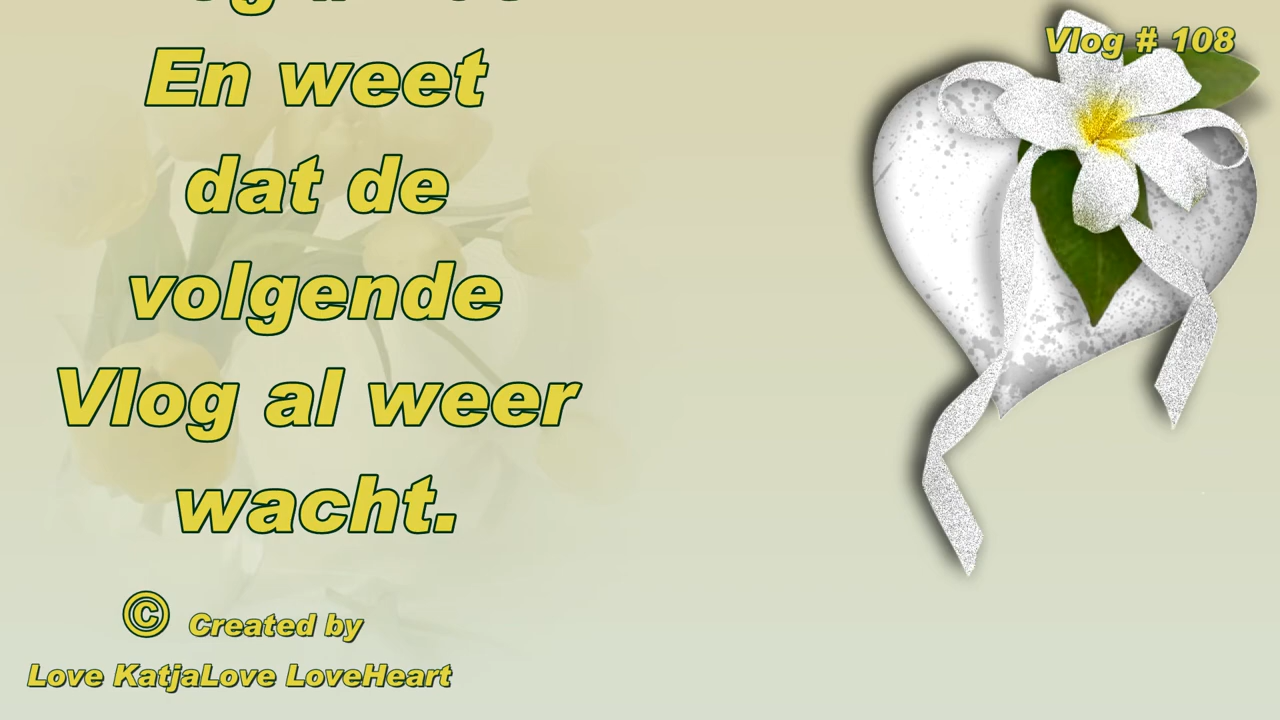 Vlog # 108
En weet
dat de
volgende
Vlog al weer
wacht.
© Created by
Love KatjaLove LoveHeart